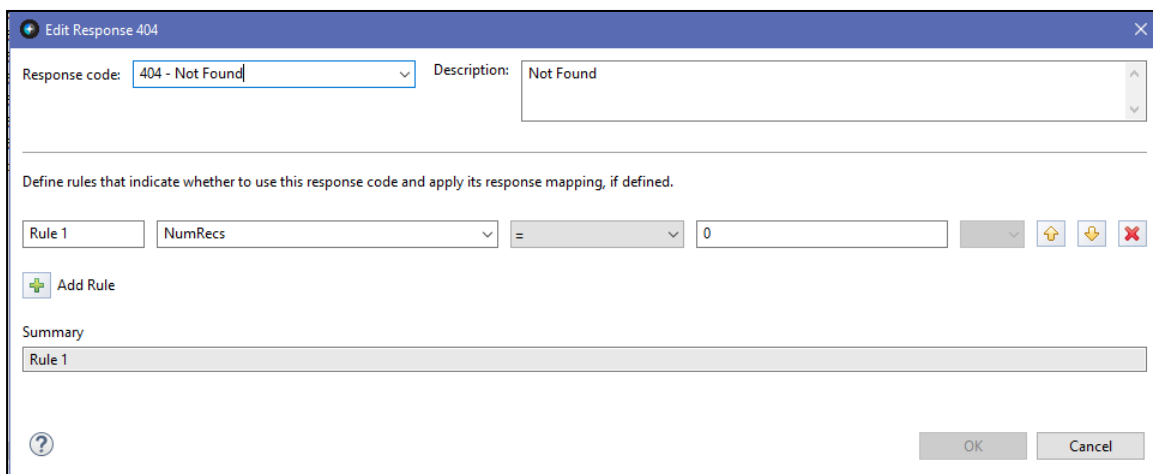 Edit Response 404
Response code: 404 - Not Found Description: Not Found
Define rules that indicate whether to use this response code and apply its response mapping, if defined.
Rule 1 NumRecs = 0
Add Rule
Summary
Rule 1
OK Cancel